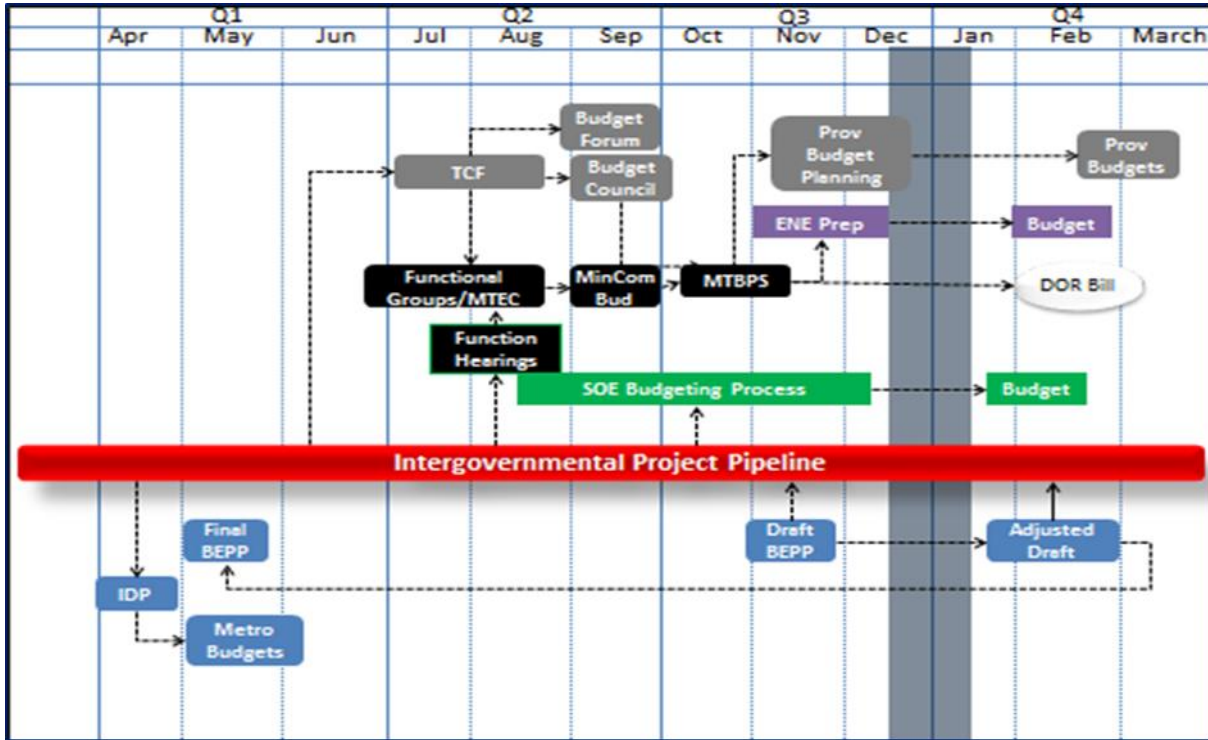 Q1 Q2 Q3 Q4
Apr May Jun Jul Aug Sep Oct Nov Dec Jan Feb March
Budget
Forum
TCF
Budget
Council
Prov
Budget
Planning
Prov
Budgets
ENE Prep
Budget
Functional
Groups/MTEC
MinCom
Bud
MTBPS
DOR Bill
Function
Hearings
SOE Budgeting Process
Budget
Intergovernmental Project Pipeline
Final
BEPP
Draft
BEPP
Adjusted
Draft
IDP
Metro
Budgets